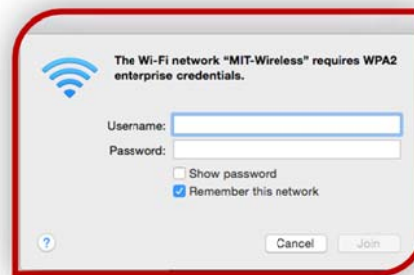 The Wi-Fi network “MIT-Wireless” requires WPA2
enterprise credentials.
Username:
Password:
Show password
Remember this network
?
Cancel
Join